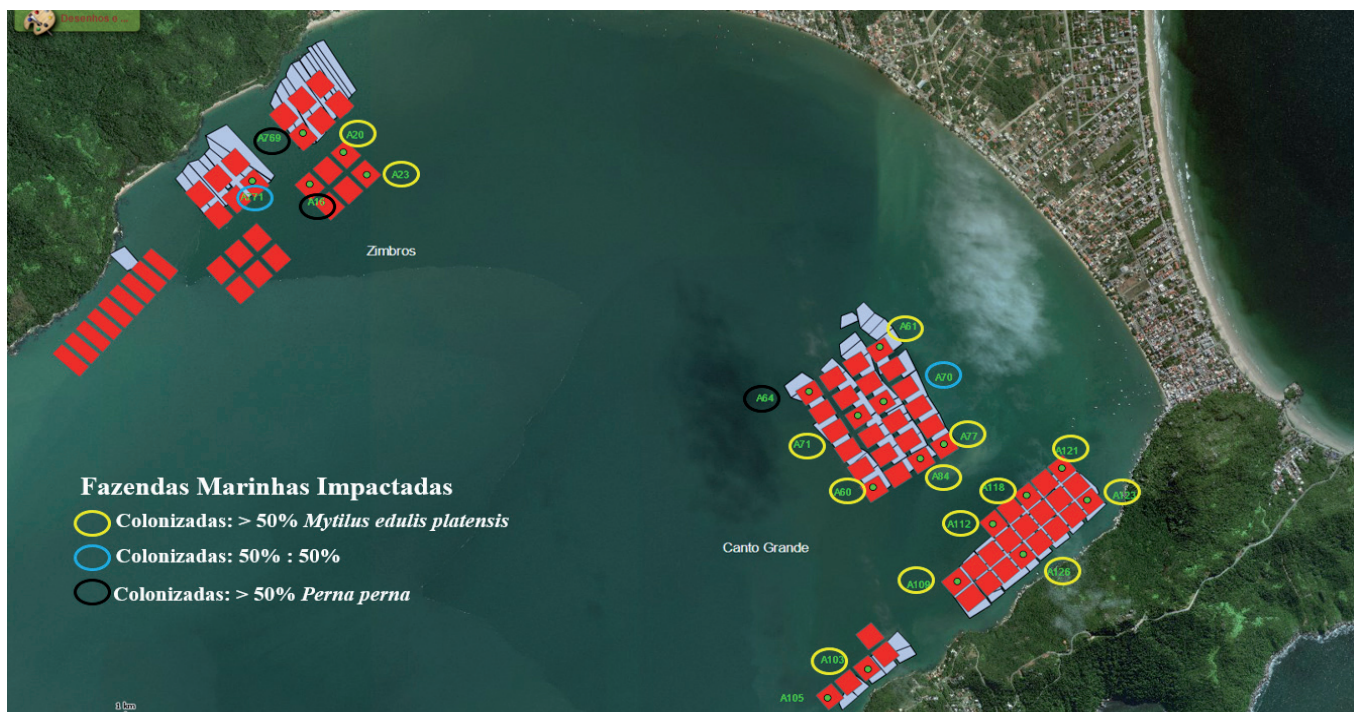 Desenhos e ...
A769
A20
A23
A171
A16
Zimbros
A61
A70
A64
A71
A77
A60
A84
A121
A118
A123
A112
Canto Grande
A126
A109
A103
A105
Fazendas Marinhas Impactadas
Colonizadas: > 50% Mytilus edulis platensis
Colonizadas: 50% : 50%
Colonizadas: > 50% Perna perna
1 km